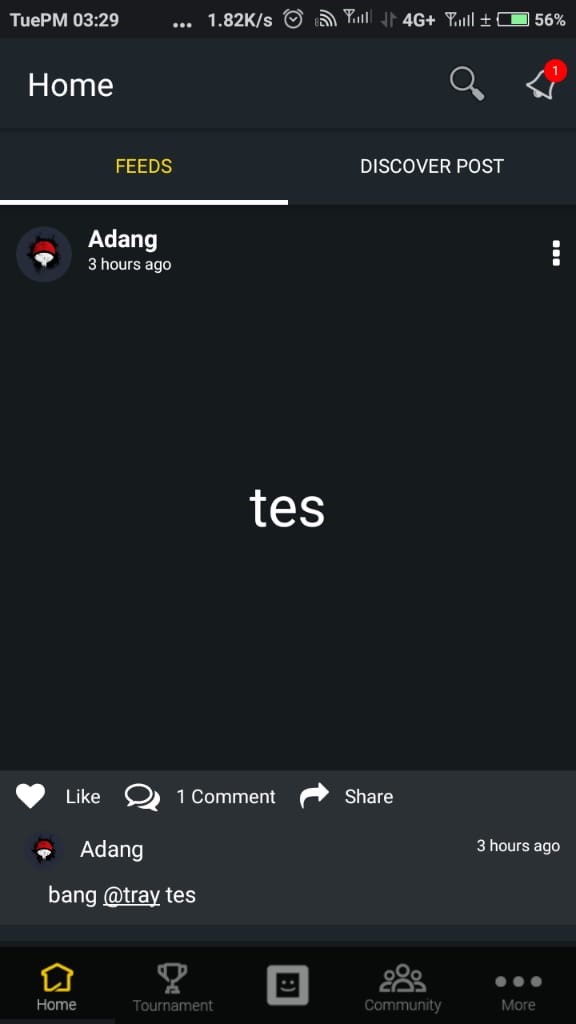 TuePM 03:29 ... 1.82K/s 4G+ 56%
Home
1
FEEDS DISCOVER POST
Adang
3 hours ago
tes
Like 1 Comment Share
Adang 3 hours ago
bang @tray tes
Home Tournament Community More